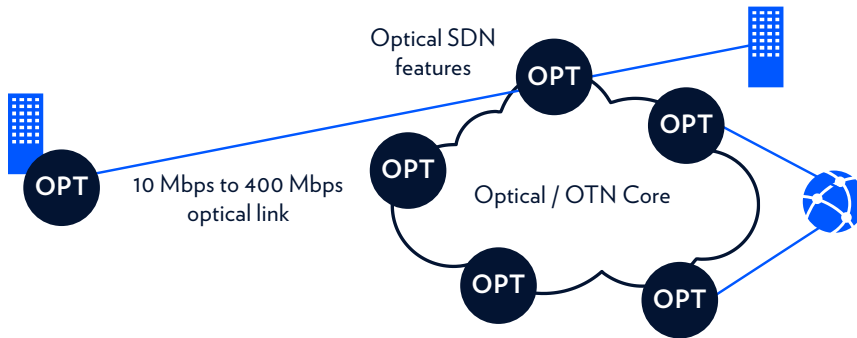 Optical SDN
features
OPT
OPT
OPT
OPT
10 Mbps to 400 Mbps
optical link
Optical / OTN Core
OPT
OPT